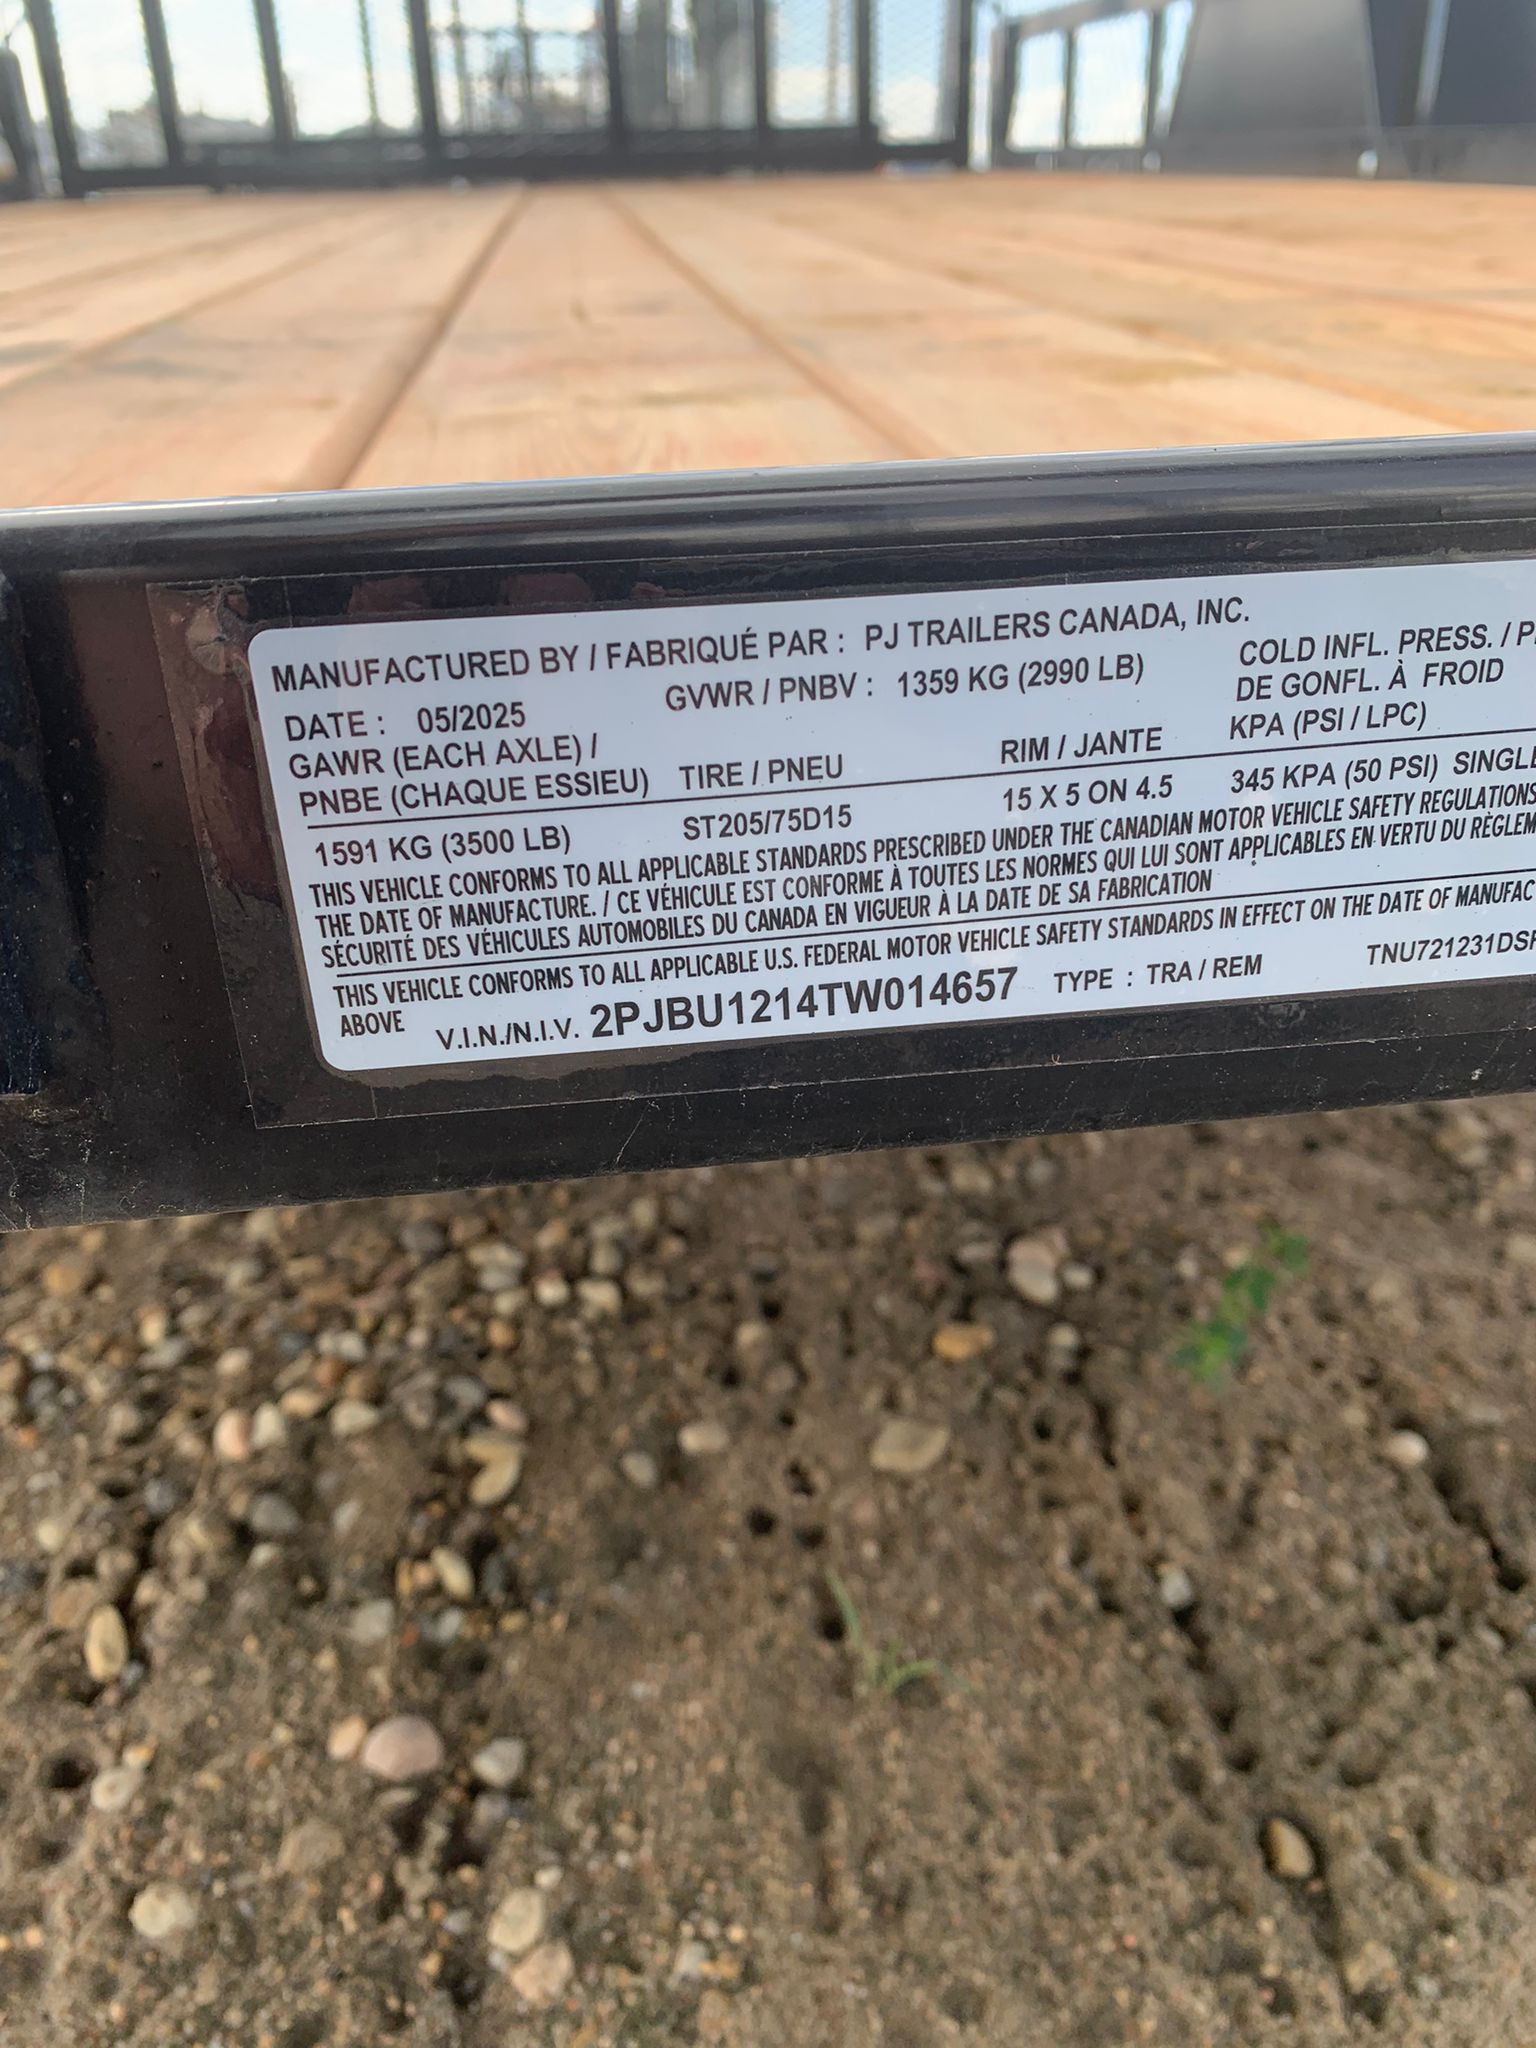 MANUFACTURED BY / FABRIQUÉ PAR : PJ TRAILERS CANADA, INC.
DATE : 05/2025 GVWR / PNBV : 1359 KG (2990 LB) COLD INFL. PRESS. /
GAWR (EACH AXLE) / DE GONFL. À FROID
PNBE (CHAQUE ESSIEU) TIRE / PNEU RIM / JANTE KPA (PSI / LPC)
1591 KG (3500 LB) ST205/75D15 15 X 5 ON 4.5 345 KPA (50 PSI) SINGLE
THIS VEHICLE CONFORMS TO ALL APPLICABLE STANDARDS PRESCRIBED UNDER THE CANADIAN MOTOR VEHICLE SAFETY REGULATIONS
THE DATE OF MANUFACTURE. / CE VÉHICULE EST CONFORME À TOUTES LES NORMES QUI LUI SONT APPLICABLES EN VERTU DU
SÉCURITÉ DES VÉHICULES AUTOMOBILES DU CANADA EN VIGUEUR À LA DATE DE SA FABRICATION
THIS VEHICLE CONFORMS TO ALL APPLICABLE U.S. FEDERAL MOTOR VEHICLE SAFETY STANDARDS IN EFFECT ON THE DATE OF
ABOVE V.I.N./N.I.V. 2PJBU1214TW014657 TYPE : TRA / REM TNU721231DS